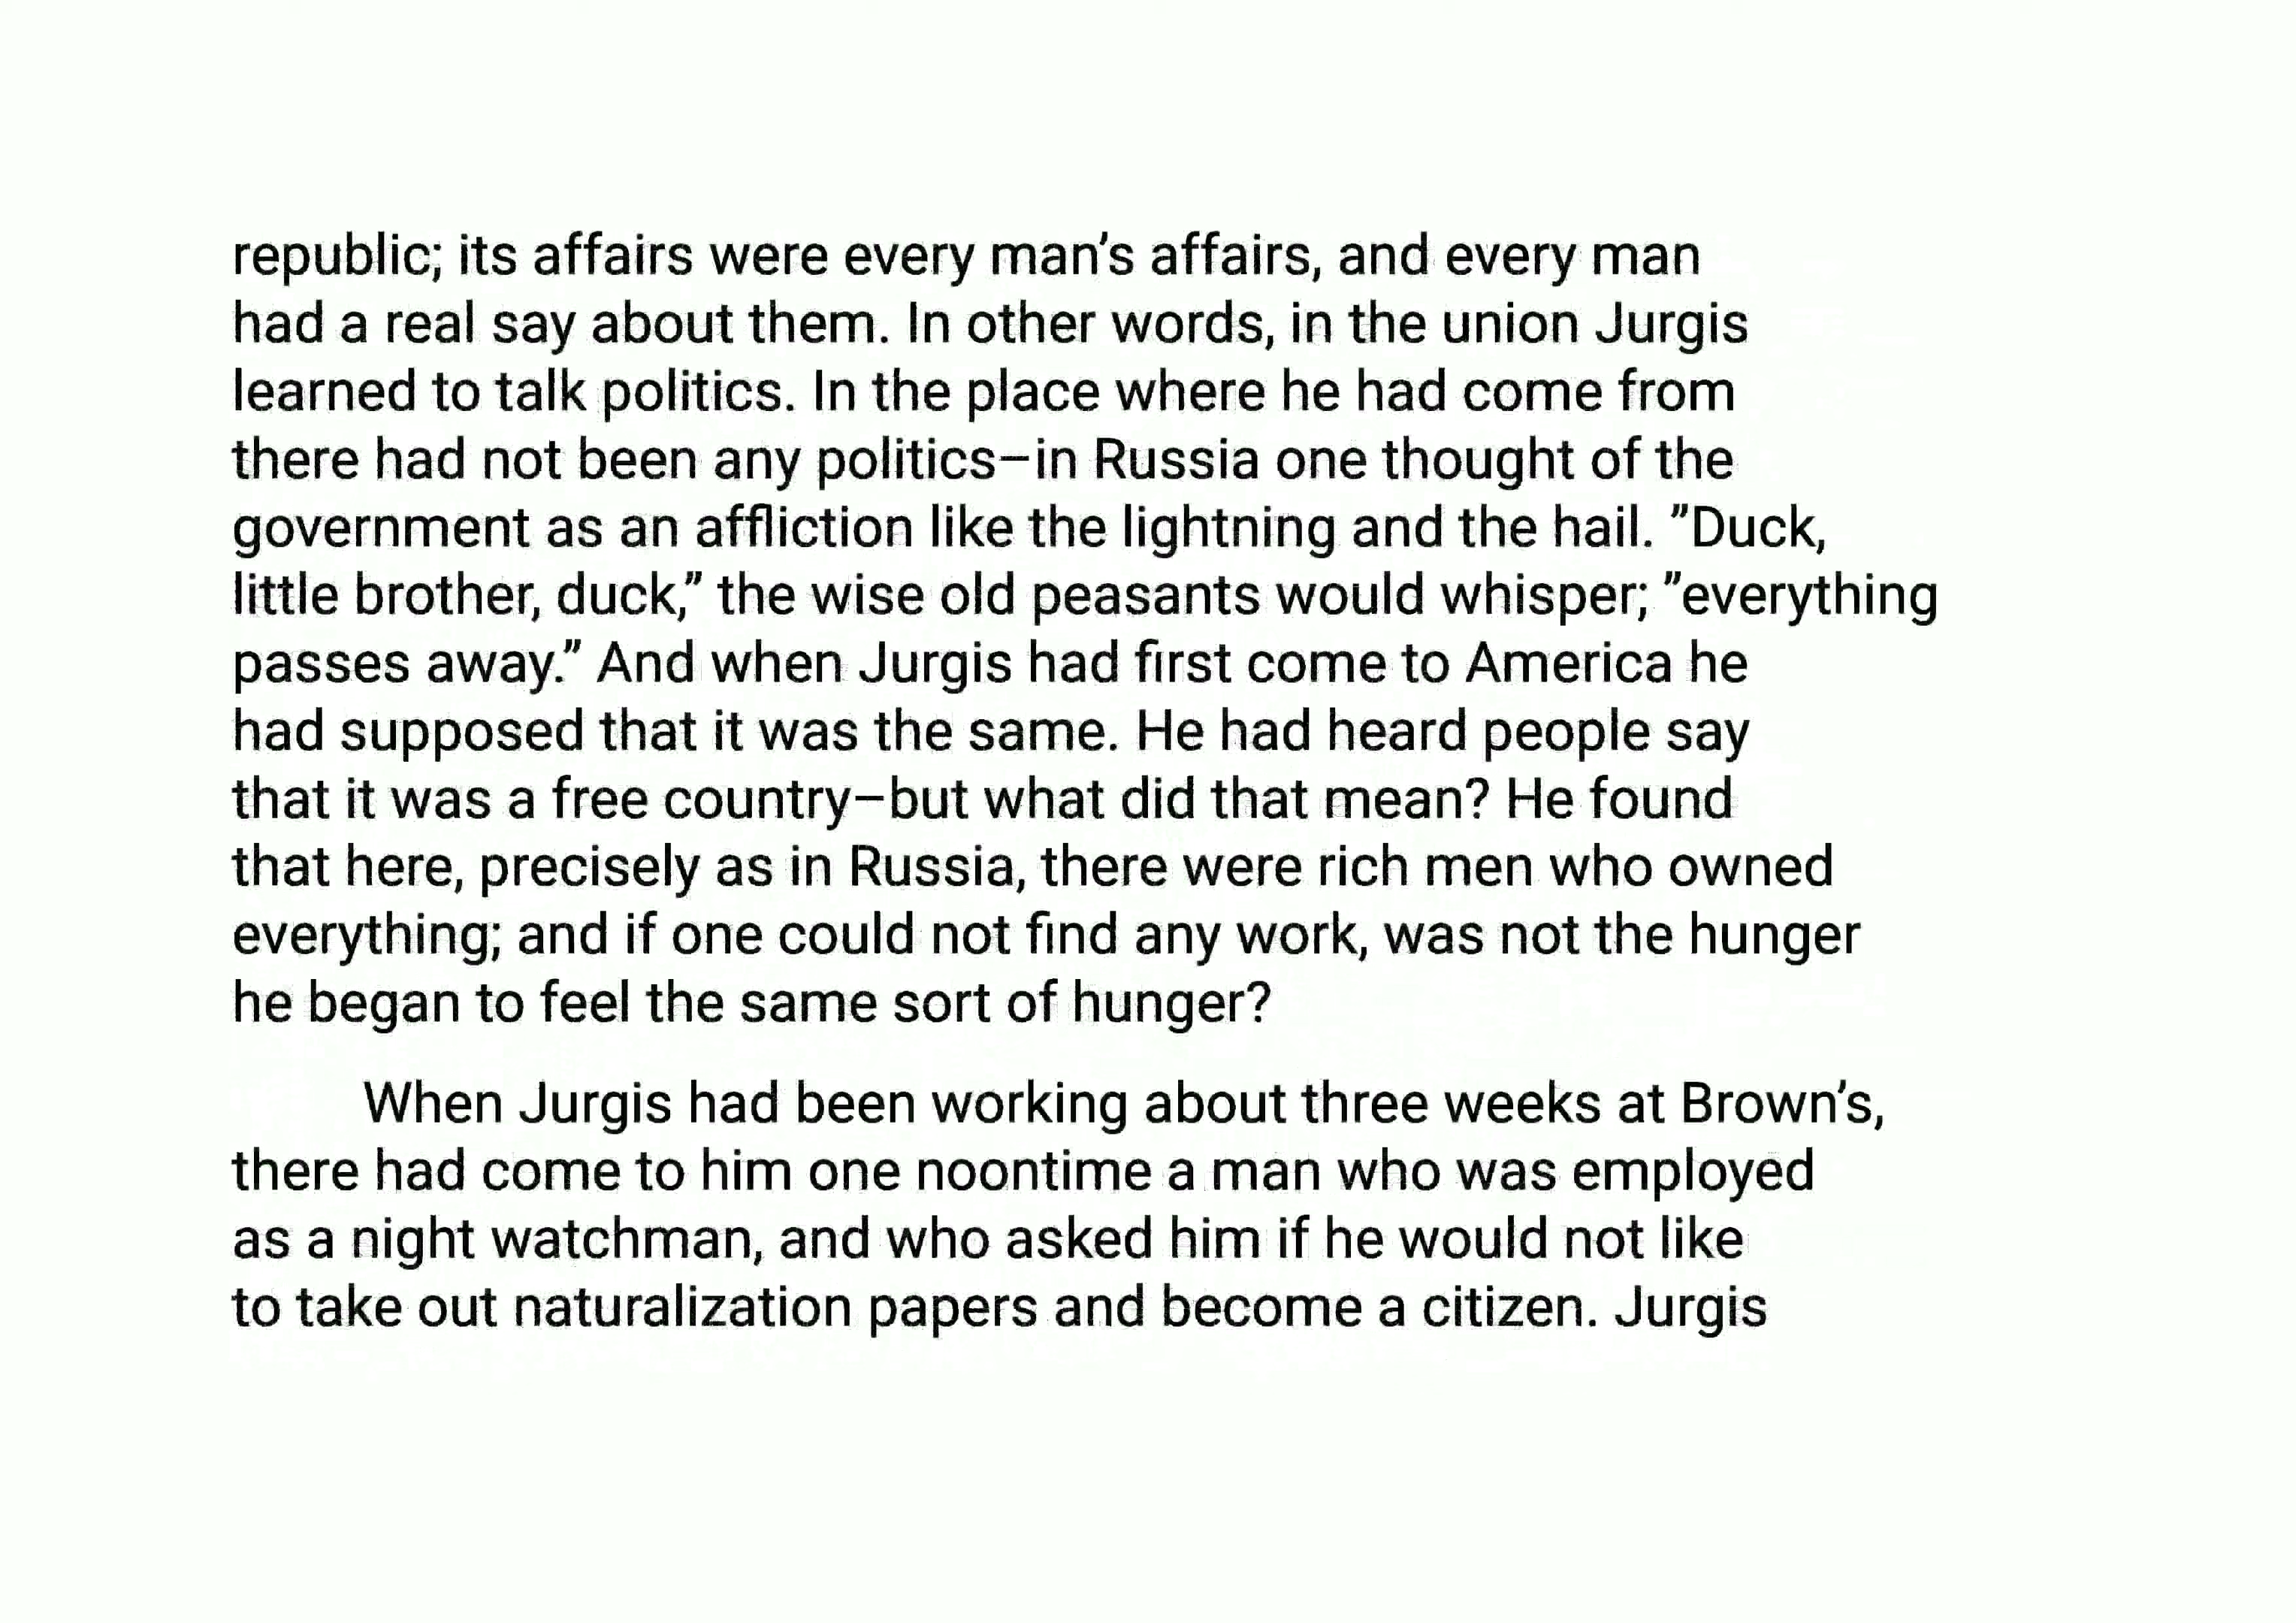 republic; its affairs were every man's affairs, and every man
had a real say about them. In other words, in the union Jurgis
learned to talk politics. In the place where he had come from
there had not been any politics–in Russia one thought of the
government as an affliction like the lightning and the hail. ”Duck,
little brother, duck,” the wise old peasants would whisper; ”everything
passes away.” And when Jurgis had first come to America he
had supposed that it was the same. He had heard people say
that it was a free country–but what did that mean? He found
that here, precisely as in Russia, there were rich men who owned
everything; and if one could not find any work, was not the hunger
he began to feel the same sort of hunger?
When Jurgis had been working about three weeks at Brown's,
there had come to him one noontime a man who was employed
as a night watchman, and who asked him if he would not like
to take out naturalization papers and become a citizen. Jurgis